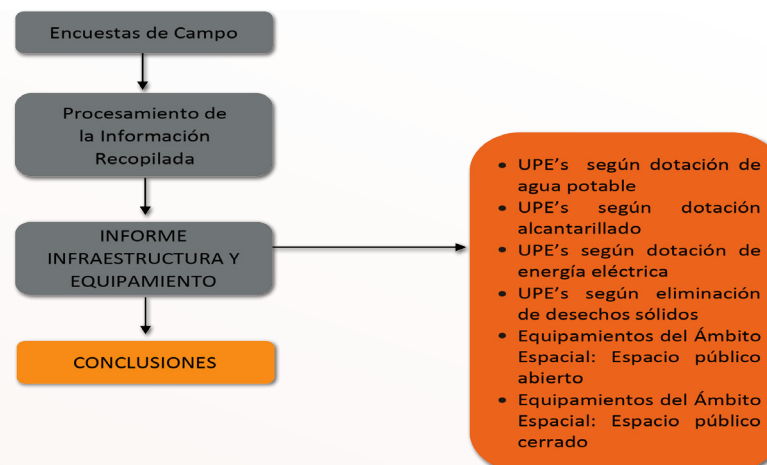 Encuestas de Campo
Procesamiento de
la Información
Recopilada
INFORME
INFRAESTRUCTURA Y
EQUIPAMIENTO
CONCLUSIONES
• UPE's según dotación de
agua potable
• UPE's según dotación
alcantarillado
• UPE's según dotación de
energía eléctrica
• UPE's según eliminación
de desechos sólidos
• Equipamientos del Ámbito
Espacial: Espacio público
abierto
• Equipamientos del Ámbito
Espacial: Espacio público
cerrado